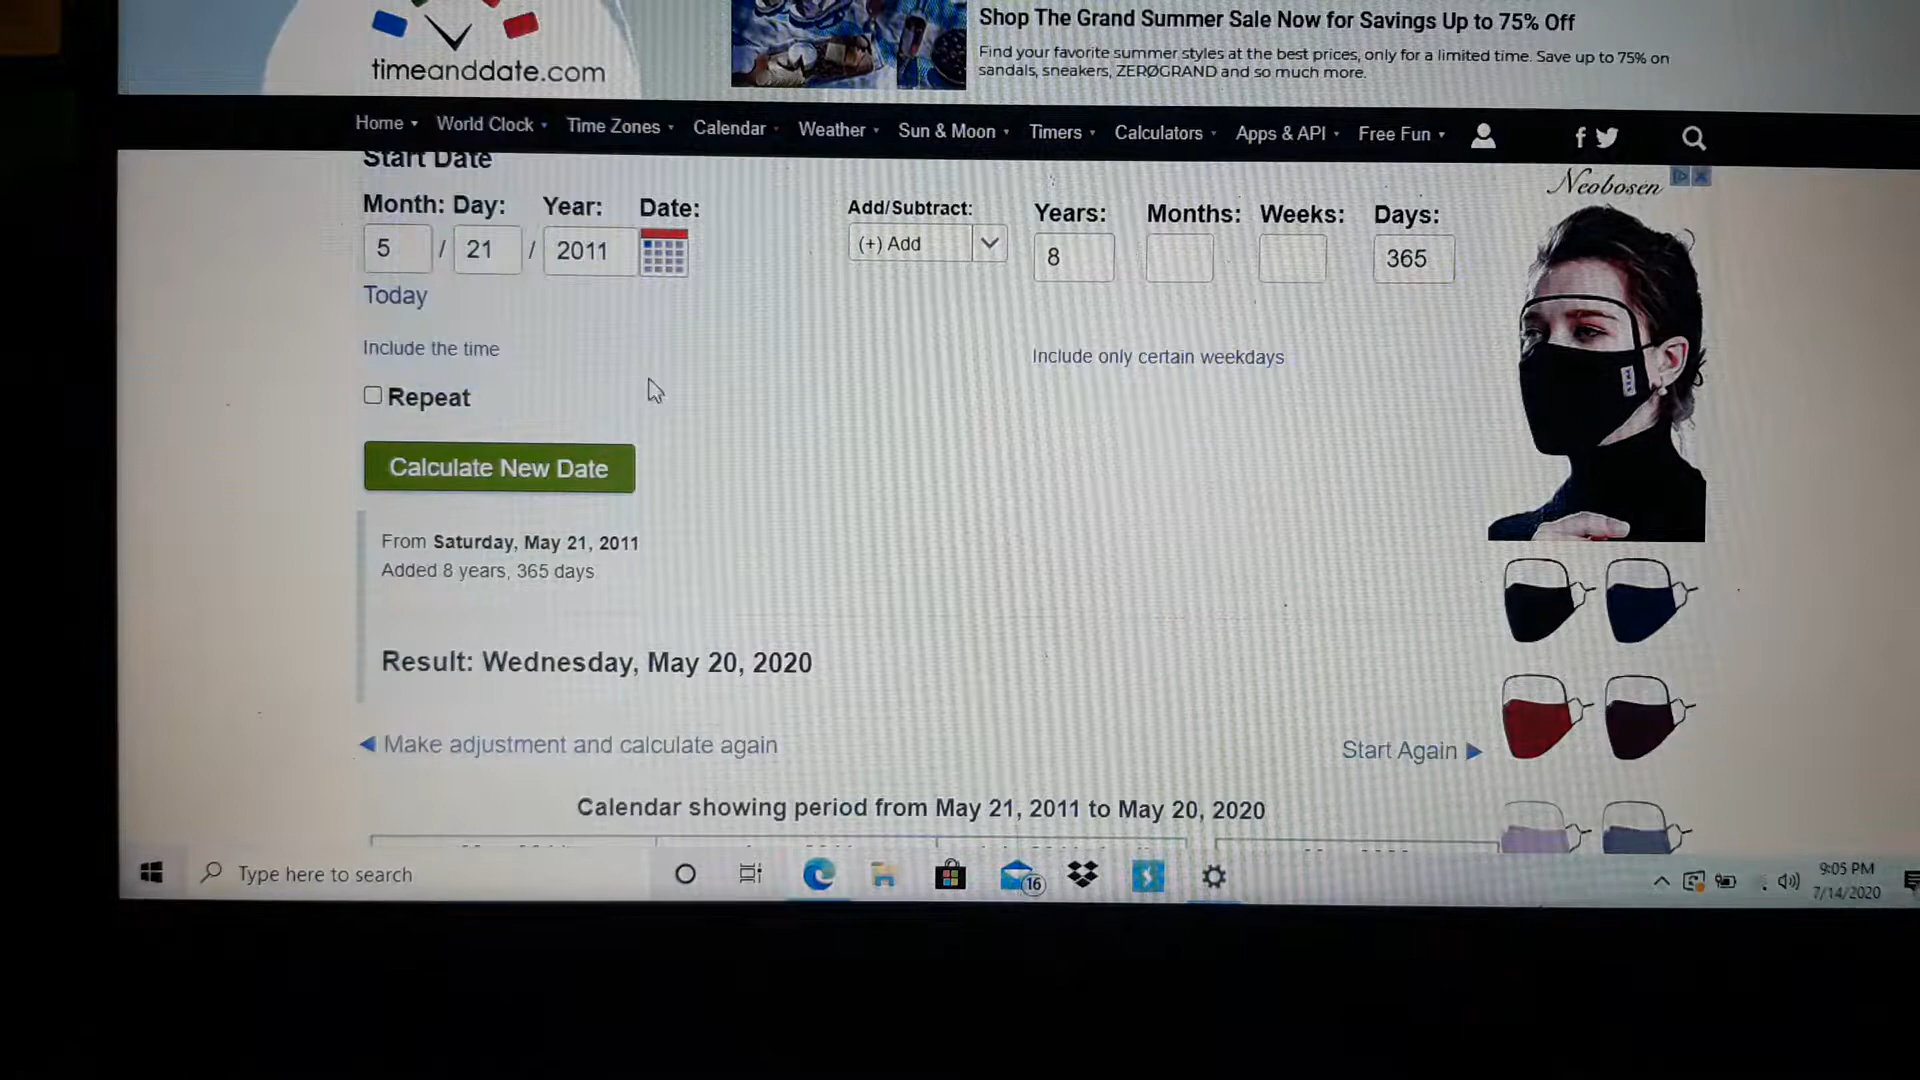 Shop The Grand Summer Sale Now for Savings Up to 75% Off
Find your favorite summer styles at the best prices, only for a limited time. Save up to 75% on
sandals, sneakers, ZERØGRAND and so much more.
timeanddate.com
Home World Clock Time Zones Calendar Weather Sun & Moon Timers Calculators Apps & API Free Fun f
Start Date
Month: Day: Year: Date: Add/Subtract: Years: Months: Weeks: Days:
5 / 21 / 2011 (+) Add 8 365
Today
Include the time
Include only certain weekdays
Repeat
Calculate New Date
From Saturday, May 21, 2011
Added 8 years, 365 days
Result: Wednesday, May 20, 2020
Make adjustment and calculate again
Start Again
Calendar showing period from May 21, 2011 to May 20, 2020
Neobosen
Type here to search
16
9:05 PM
7/14/2020